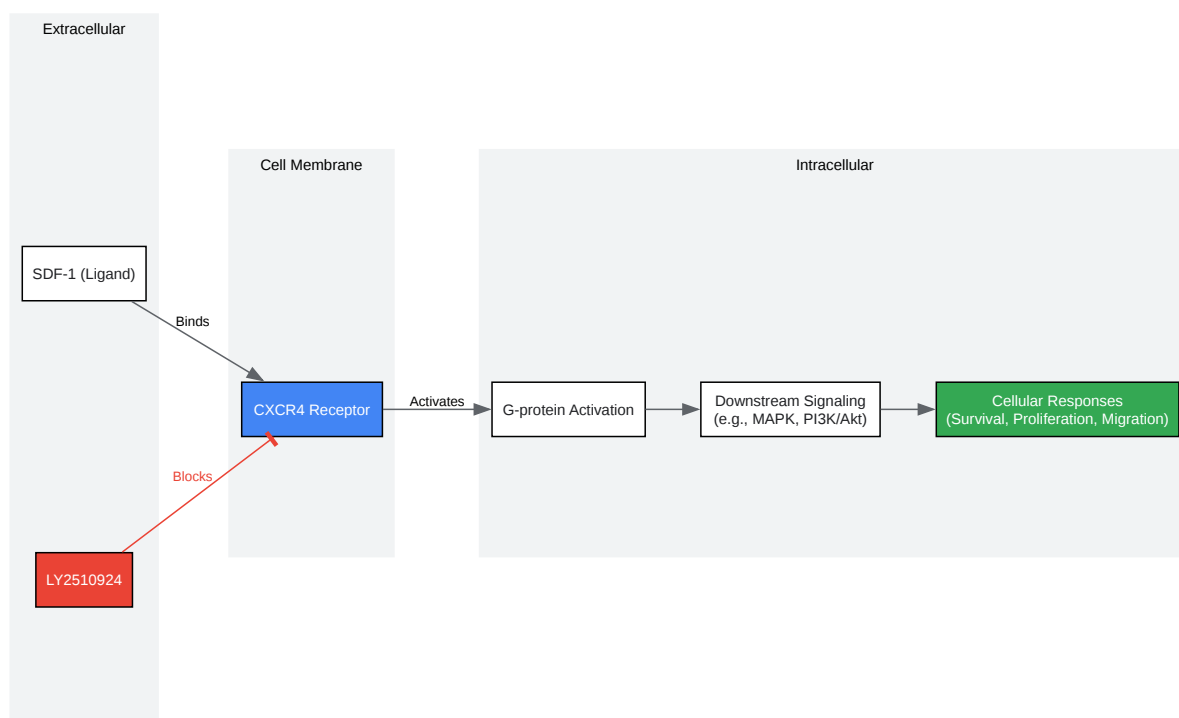 Extracellular
Cell Membrane
Intracellular
SDF-1 (Ligand)
Binds
CXCR4 Receptor
Activates
G-protein Activation
Downstream Signaling
(e.g., MAPK, PI3K/Akt)
Cellular Responses
(Survival, Proliferation, Migration)
Blocks
LY2510924